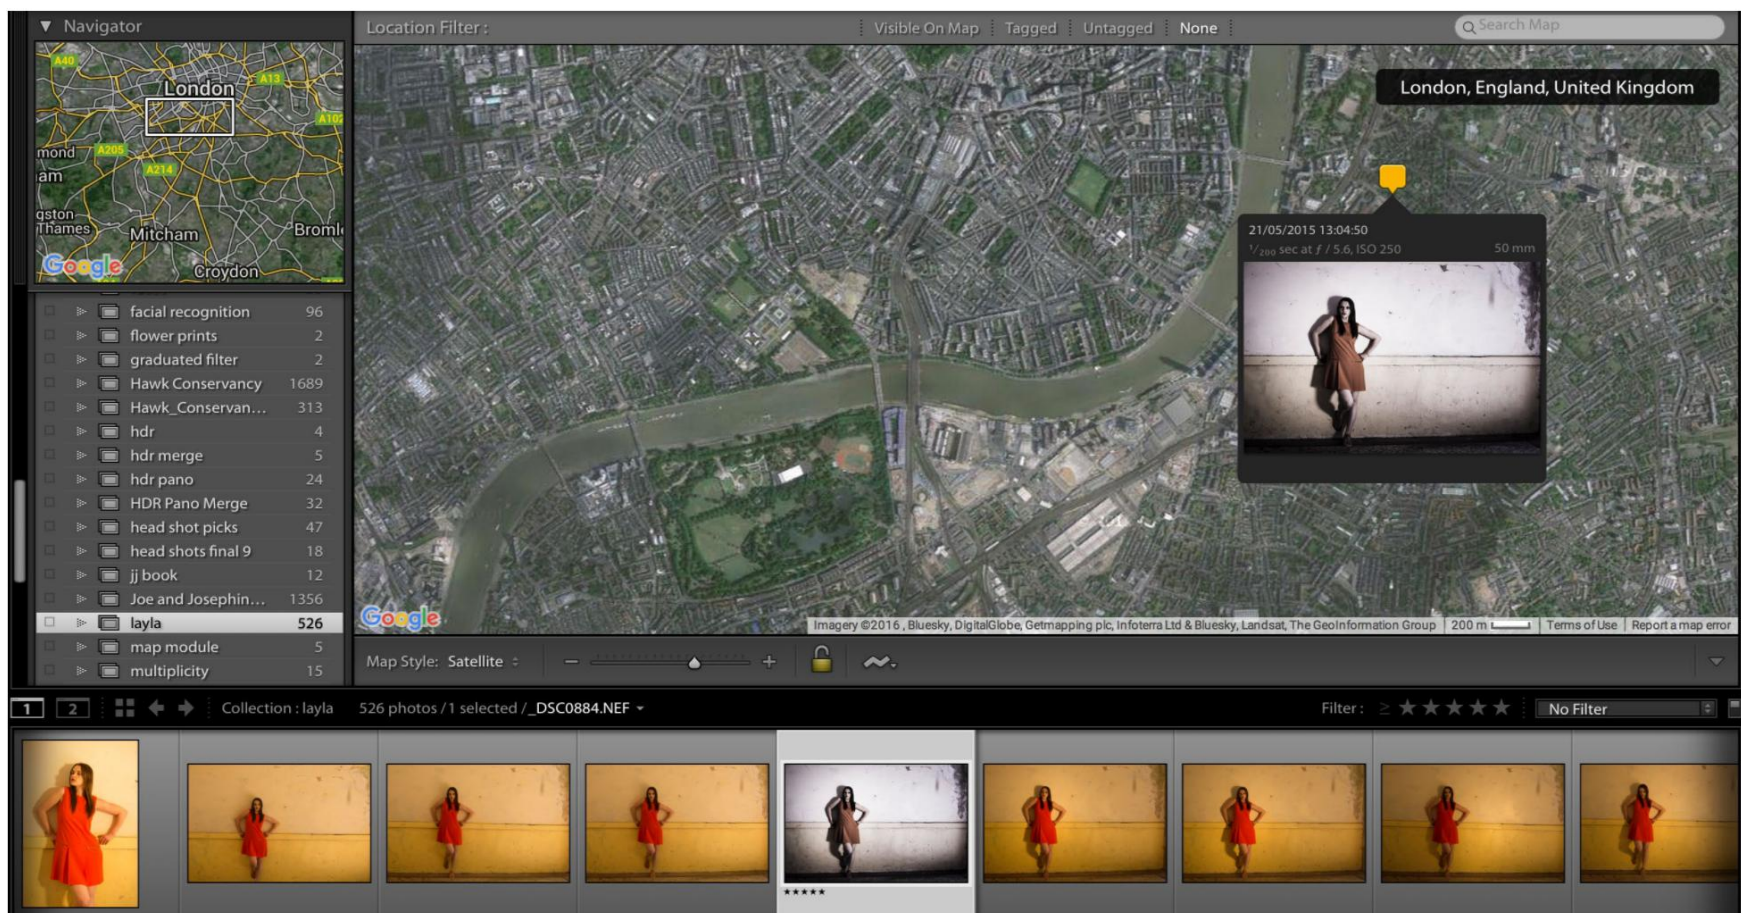 Navigator
A40
London
A13
A102
mond
A205
am
A214
gston
Thames
Mitcham
Croydon
Google
facial recognition 96
flower prints 2
graduated filter 2
Hawk Conservancy 1689
Hawk_Conservan... 313
hdr 4
hdr merge 5
hdr pano 24
HDR Pano Merge 32
head shot picks 47
head shots final 9 18
jj book 12
Joe and Josephin... 1356
layla 526
map module 5
multiplicity 15
Location Filter : Visible On Map Tagged Untagged None Search Map
London, England, United Kingdom
21/05/2015 13:04:50
1/200 sec at ƒ / 5.6, ISO 250 50 mm
Google
Imagery ©2016 , Bluesky, DigitalGlobe, Getmapping plc, Infoterra Ltd & Bluesky, Landsat, The GeoInformation Group 200 m Terms of Use Report a map error
Map Style: Satellite
1 2 Collection : layla 526 photos / 1 selected / _DSC0884.NEF Filter : ≥ ★★★★★ No Filter
★★★★★